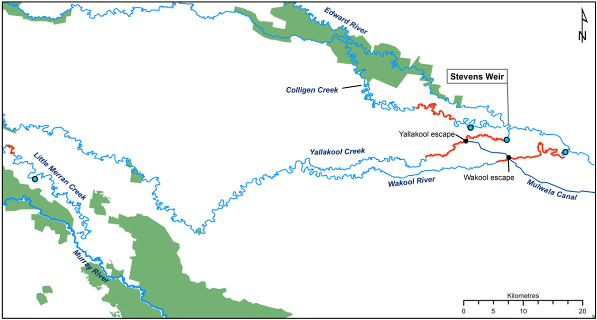 Edward River
N
Stevens Weir
Colligen Creek
Yallakool escape
Yallakool Creek
Little Merran Creek
Wakool River
Wakool escape
Mulwala Canal
Murray River
Kilometres
0 5 10 20